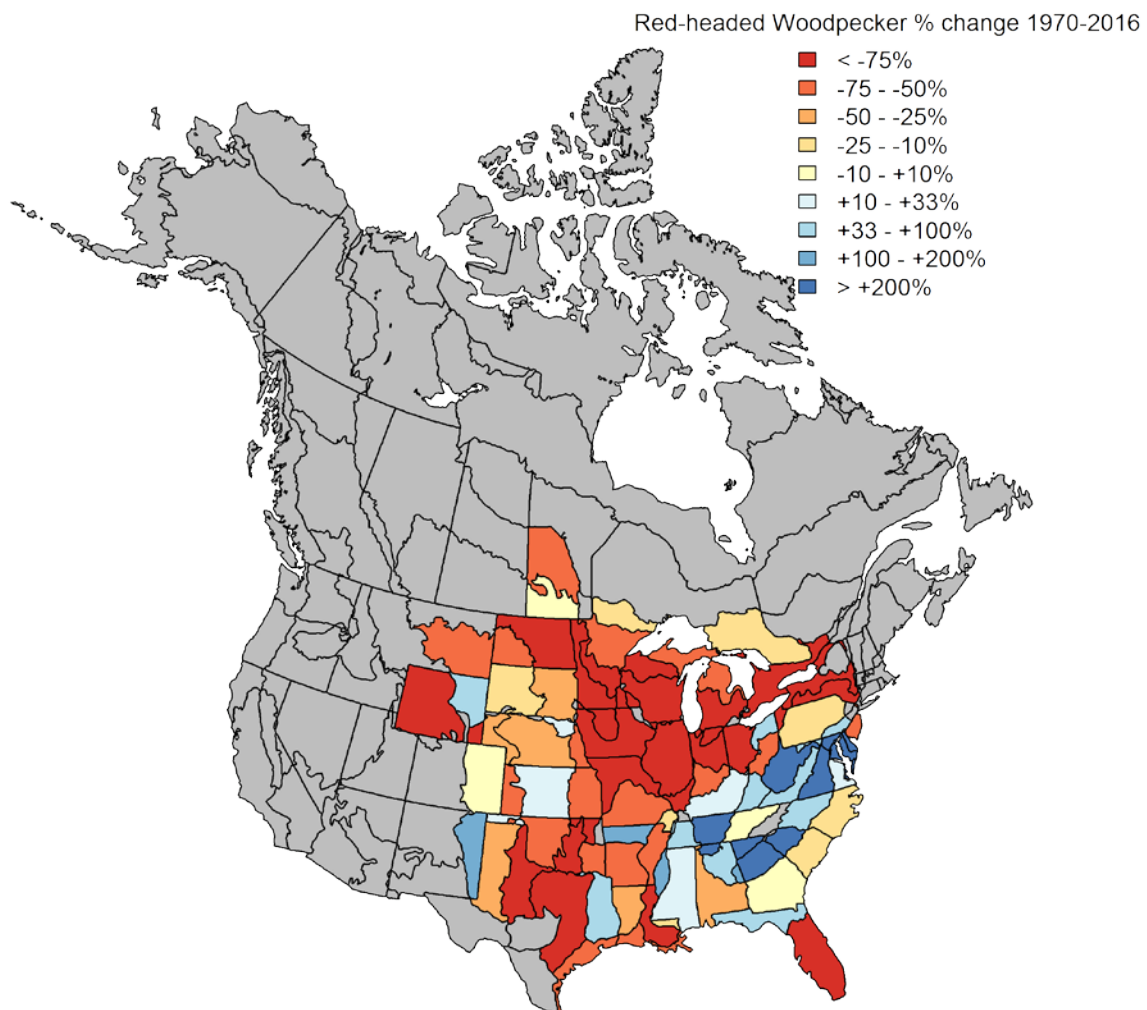 Red-headed Woodpecker % change 1970-2016
< -75%
-75 - -50%
-50 - -25%
-25 - -10%
-10 - +10%
+10 - +33%
+33 - +100%
+100 - +200%
> +200%